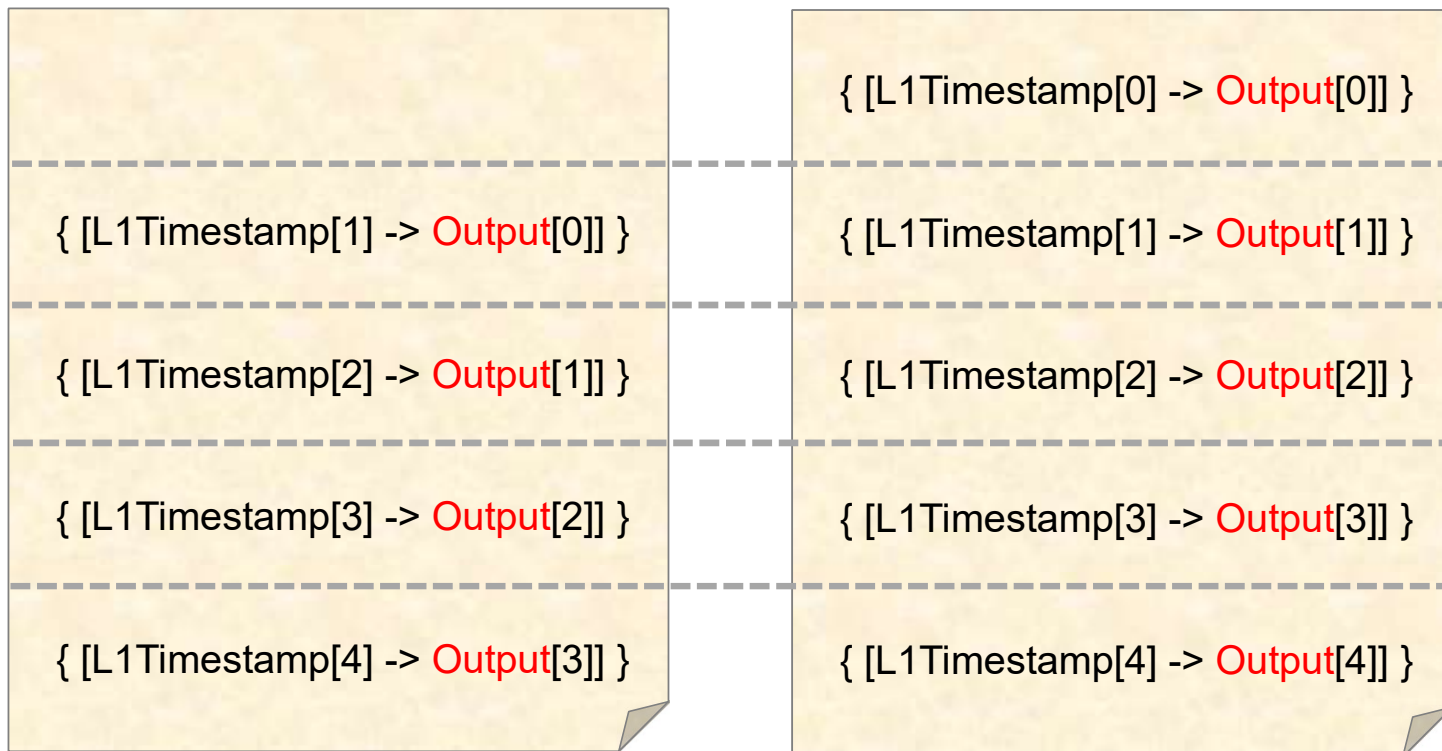 { [L1Timestamp[1] -> Output[0]] }
{ [L1Timestamp[2] -> Output[1]] }
{ [L1Timestamp[3] -> Output[2]] }
{ [L1Timestamp[4] -> Output[3]] }
{ [L1Timestamp[0] -> Output[0]] }
{ [L1Timestamp[1] -> Output[1]] }
{ [L1Timestamp[2] -> Output[2]] }
{ [L1Timestamp[3] -> Output[3]] }
{ [L1Timestamp[4] -> Output[4]] }